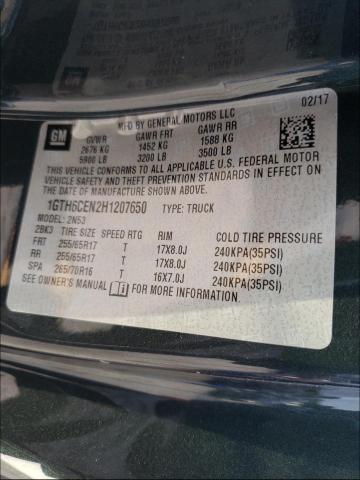 02/17
MFD BY GENERAL MOTORS LLC
GM
GVWR GAWR FRT GAWR RR
2676 KG 1452 KG 1588 KG
5900 LB 3200 LB 3500 LB
THIS VEHICLE CONFORMS TO ALL APPLICABLE U.S. FEDERAL MOTOR
VEHICLE SAFETY AND THEFT PREVENTION STANDARDS IN EFFECT
ON THE DATE OF MANUFACTURE SHOWN ABOVE.
1GTH6CEN2H1207650 TYPE: TRUCK
MODEL: 2N53
2BK3 TIRE SIZE SPEED RTG RIM COLD TIRE PRESSURE
FRT 255/65R17 T 17X8.0J 240KPA(35PSI)
RR 255/65R17 T 17X8.0J 240KPA(35PSI)
SPA 265/70R16 T 16X7.0J 240KPA(35PSI)
SEE OWNER'S MANUAL FOR MORE INFORMATION.